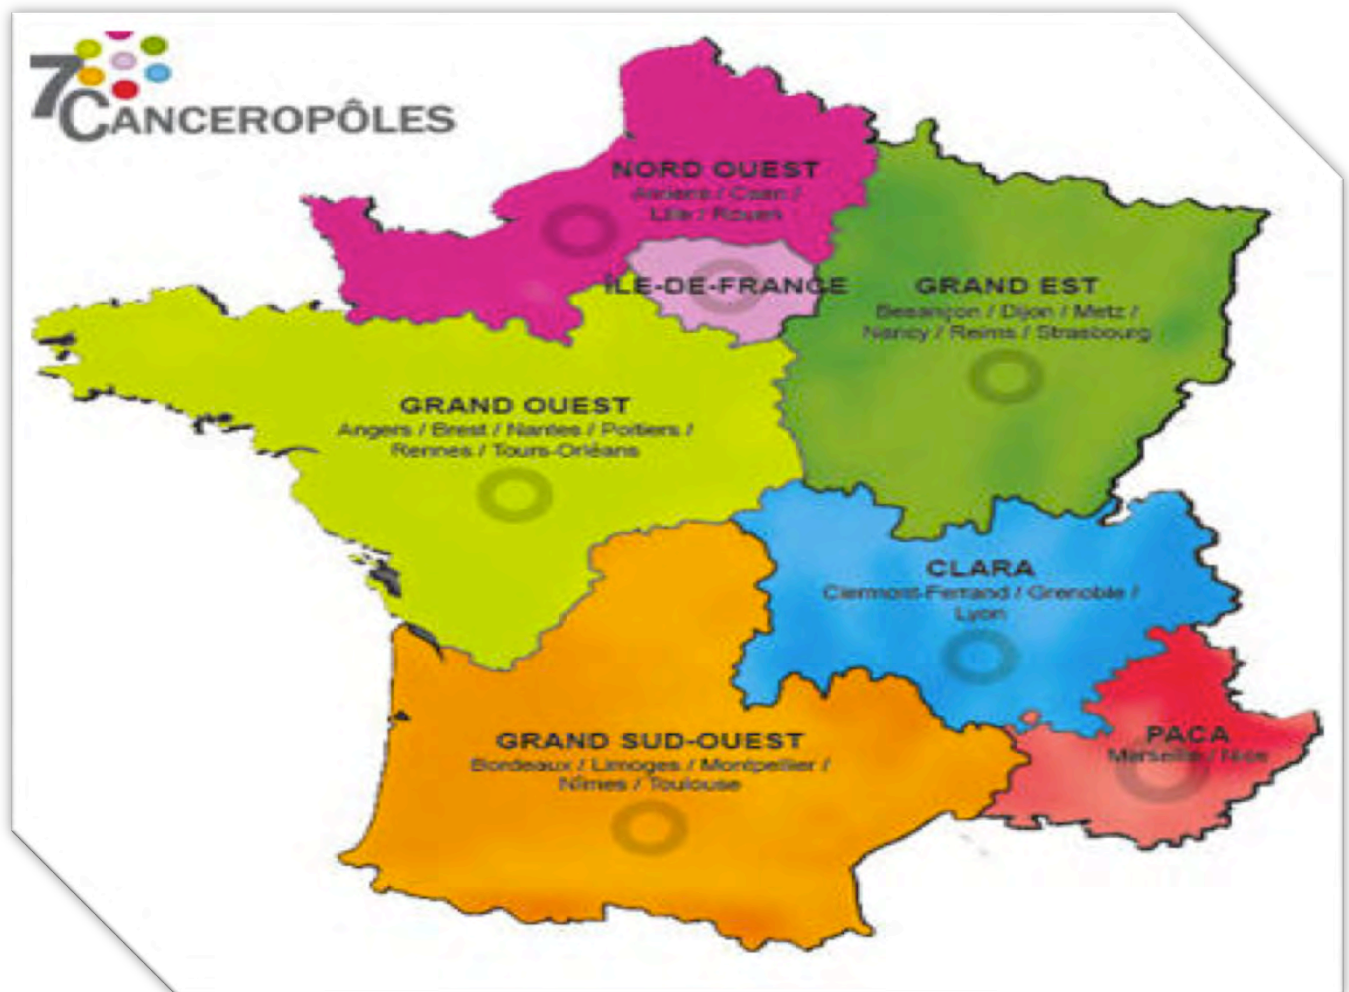 7 CANCEROPÔLES
NORD OUEST
Amiens / Caen /
Lille / Rouen
ÎLE-DE-FRANCE
GRAND EST
Besançon / Dijon / Metz /
Nancy / Reims / Strasbourg
GRAND OUEST
Angers / Brest / Nantes / Poitiers /
Rennes / Tours-Orléans
CLARA
Clermont-Ferrand / Grenoble /
Lyon
PACA
Marseille / Nice
GRAND SUD-OUEST
Bordeaux / Limoges / Montpellier /
Nîmes / Toulouse